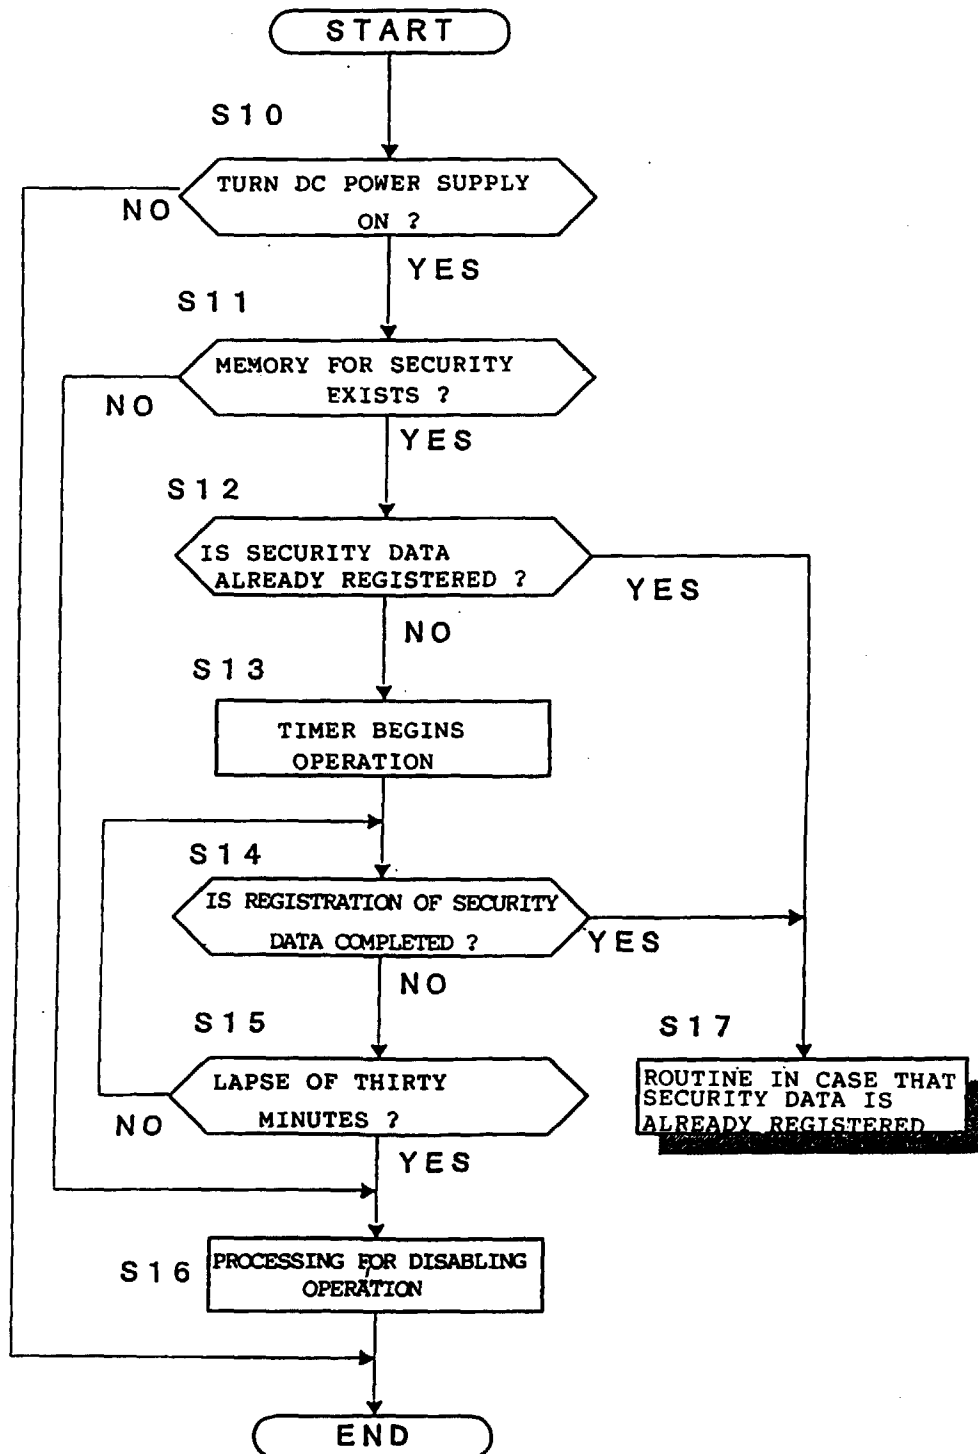 START
S10
TURN DC POWER SUPPLY
ON ?
NO
YES
S11
MEMORY FOR SECURITY
EXISTS ?
NO
YES
S12
IS SECURITY DATA
ALREADY REGISTERED ?
YES
NO
S13
TIMER BEGINS
OPERATION
S14
IS REGISTRATION OF SECURITY
DATA COMPLETED ?
YES
NO
S15
S17
LAPSE OF THIRTY
MINUTES ?
NO
YES
ROUTINE IN CASE THAT
SECURITY DATA IS
ALREADY REGISTERED
S16
PROCESSING FOR DISABLING
OPERATION
END